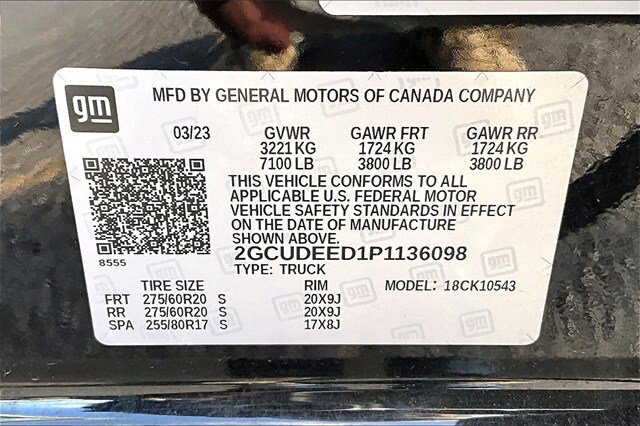 gm
MFD BY GENERAL MOTORS OF CANADA COMPANY
03/23 GVWR GAWR FRT GAWR RR
3221 KG 1724 KG 1724 KG
7100 LB 3800 LB 3800 LB
THIS VEHICLE CONFORMS TO ALL
APPLICABLE U.S. FEDERAL MOTOR
VEHICLE SAFETY STANDARDS IN EFFECT
ON THE DATE OF MANUFACTURE
SHOWN ABOVE.
8555
2GCUDEED1P1136098
TYPE: TRUCK
TIRE SIZE RIM MODEL: 18CK10543
FRT 275/60R20 S 20X9J
RR 275/60R20 S 20X9J
SPA 255/80R17 S 17X8J